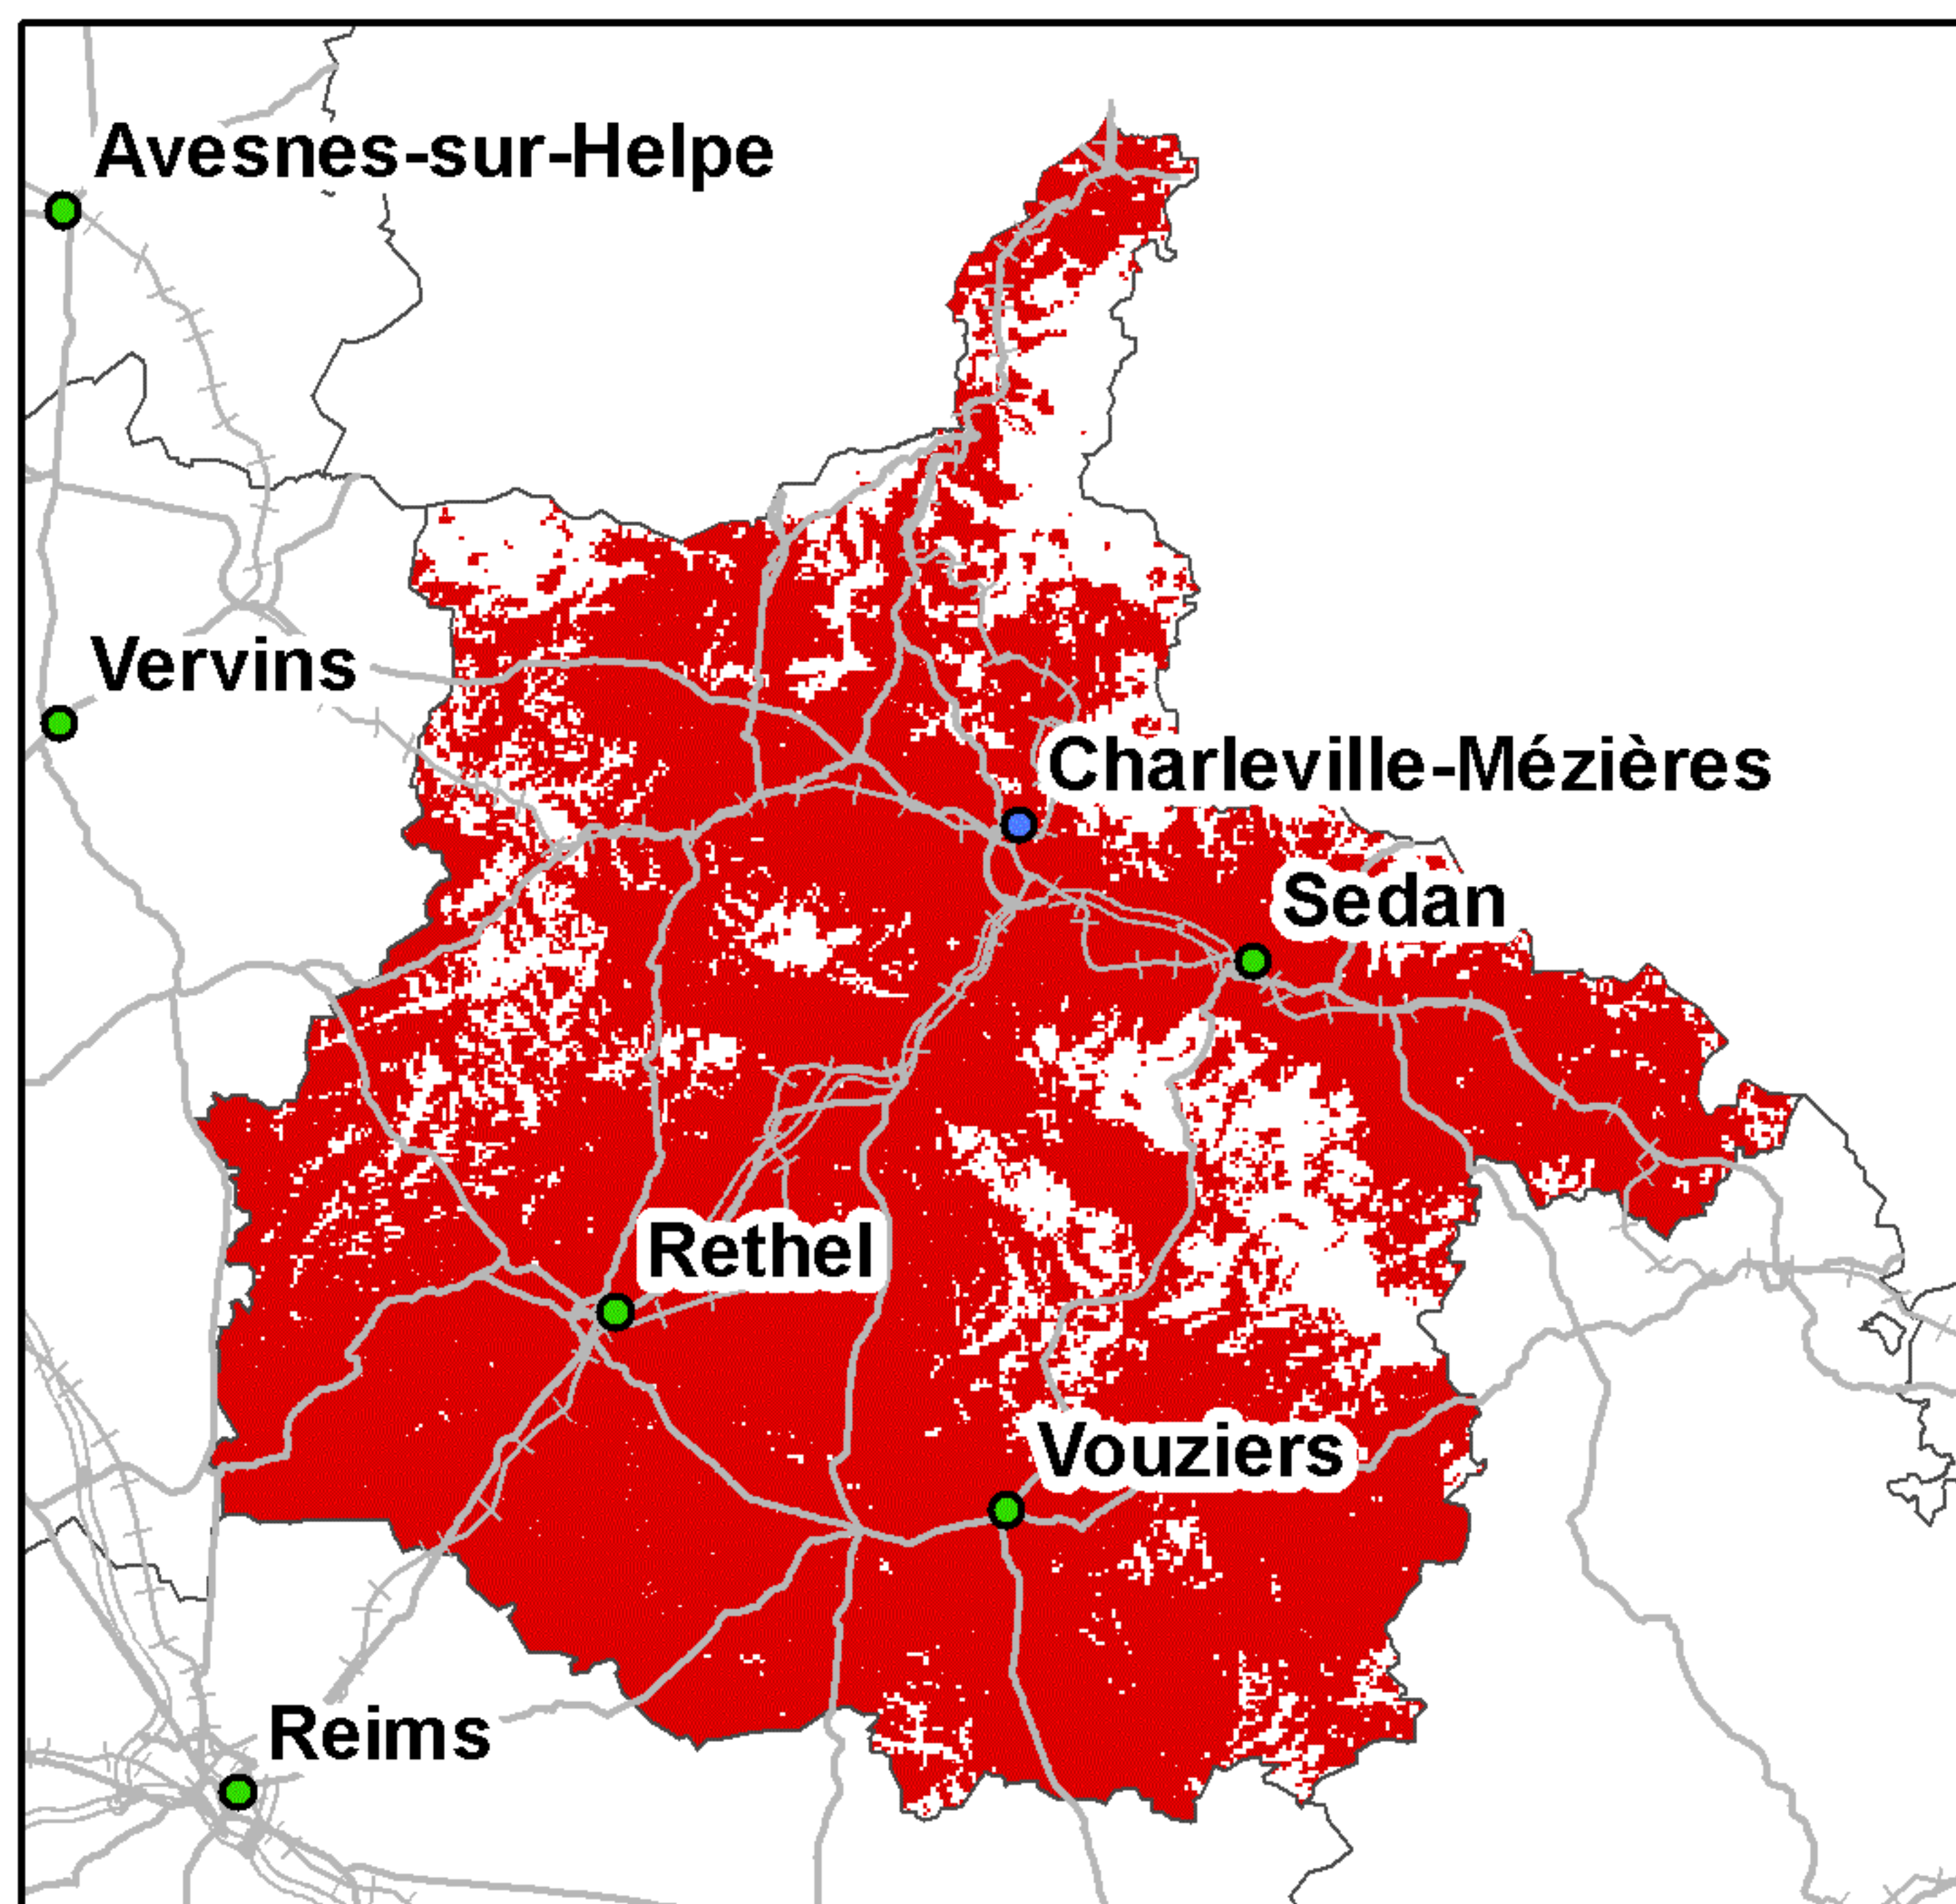 Avesnes-sur-Helpe
Vervins
Charleville-Mézières
Sedan
Rethel
Vouziers
Reims